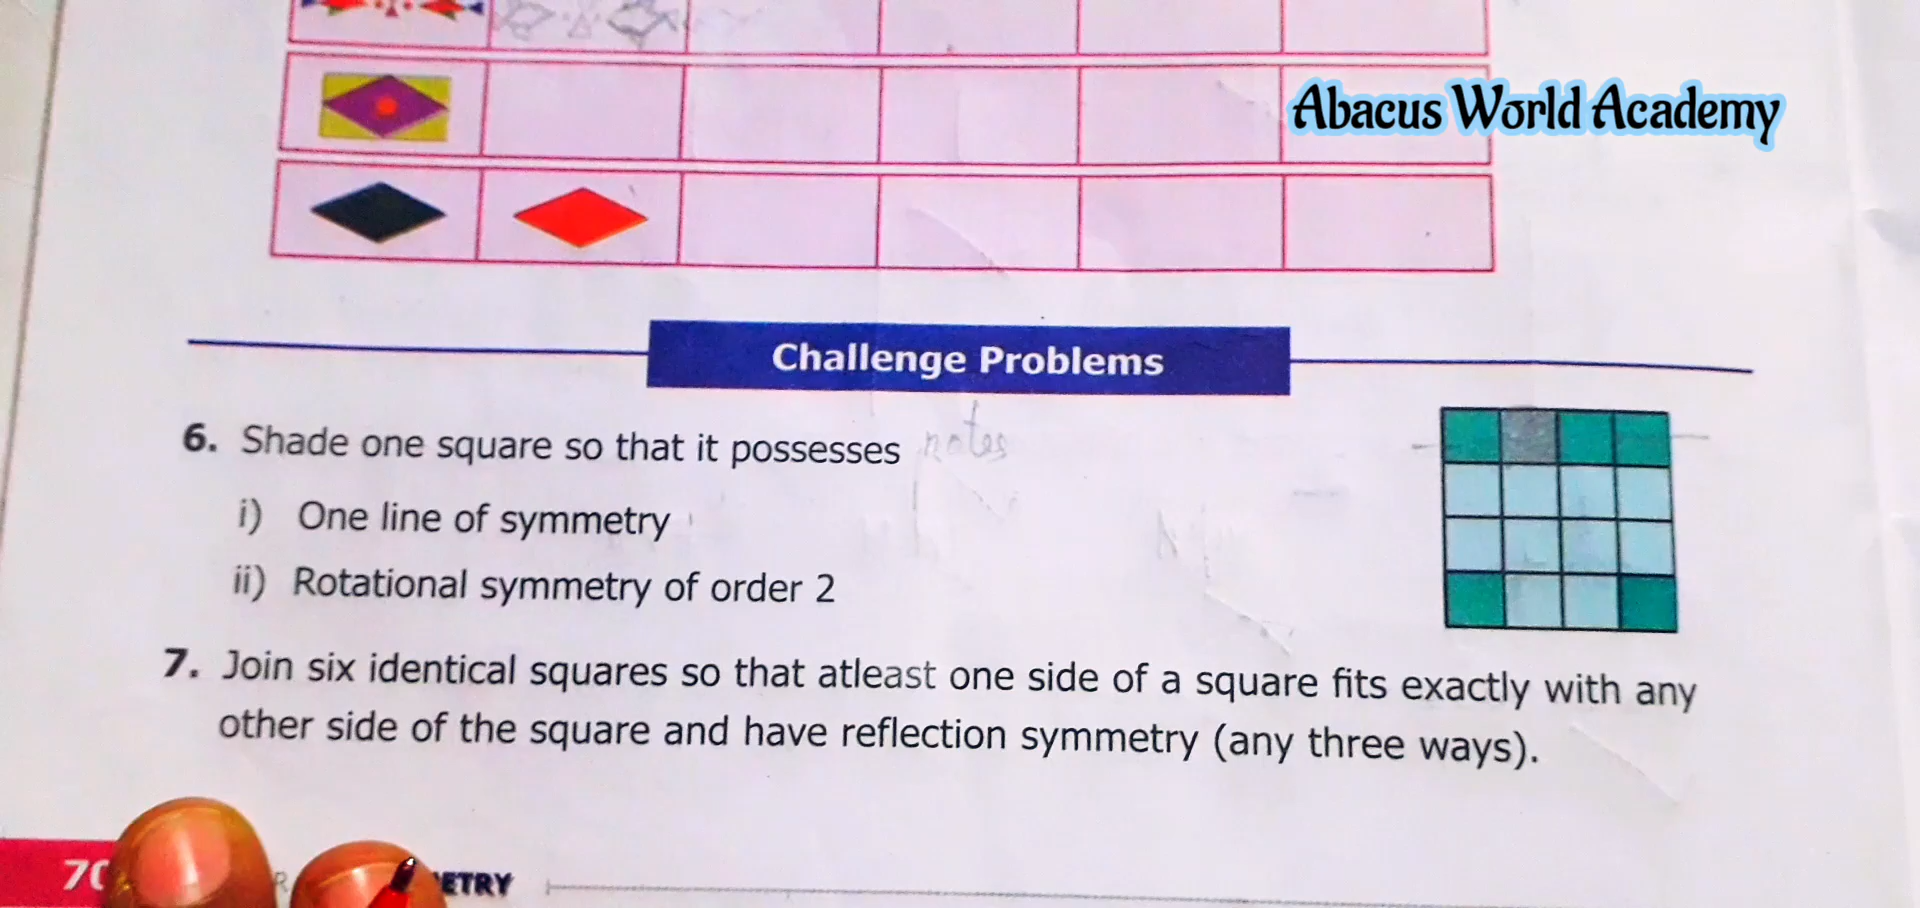 Abacus World Academy
Challenge Problems
6. Shade one square so that it possesses notes
i) One line of symmetry
ii) Rotational symmetry of order 2
7. Join six identical squares so that atleast one side of a square fits exactly with any
other side of the square and have reflection symmetry (any three ways).
70 ETRY